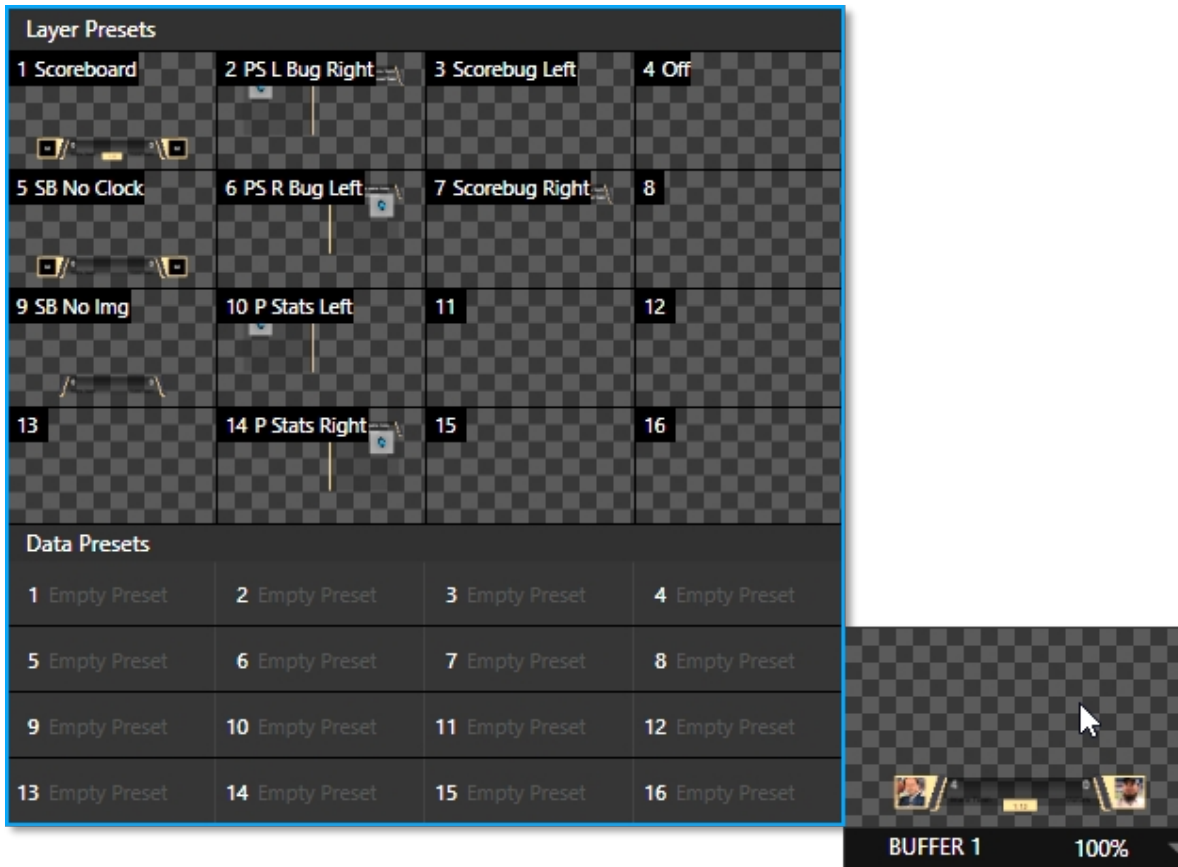 Layer Presets
1 Scoreboard 2 PS L Bug Right 3 Scorebug Left 4 Off
5 SB No Clock 6 PS R Bug Left 7 Scorebug Right 8
9 SB No Img 10 P Stats Left 11 12
13 14 P Stats Right 15 16
Data Presets
1 Empty Preset 2 Empty Preset 3 Empty Preset 4 Empty Preset
5 Empty Preset 6 Empty Preset 7 Empty Preset 8 Empty Preset
9 Empty Preset 10 Empty Preset 11 Empty Preset 12 Empty Preset
13 Empty Preset 14 Empty Preset 15 Empty Preset 16 Empty Preset
BUFFER 1 100%